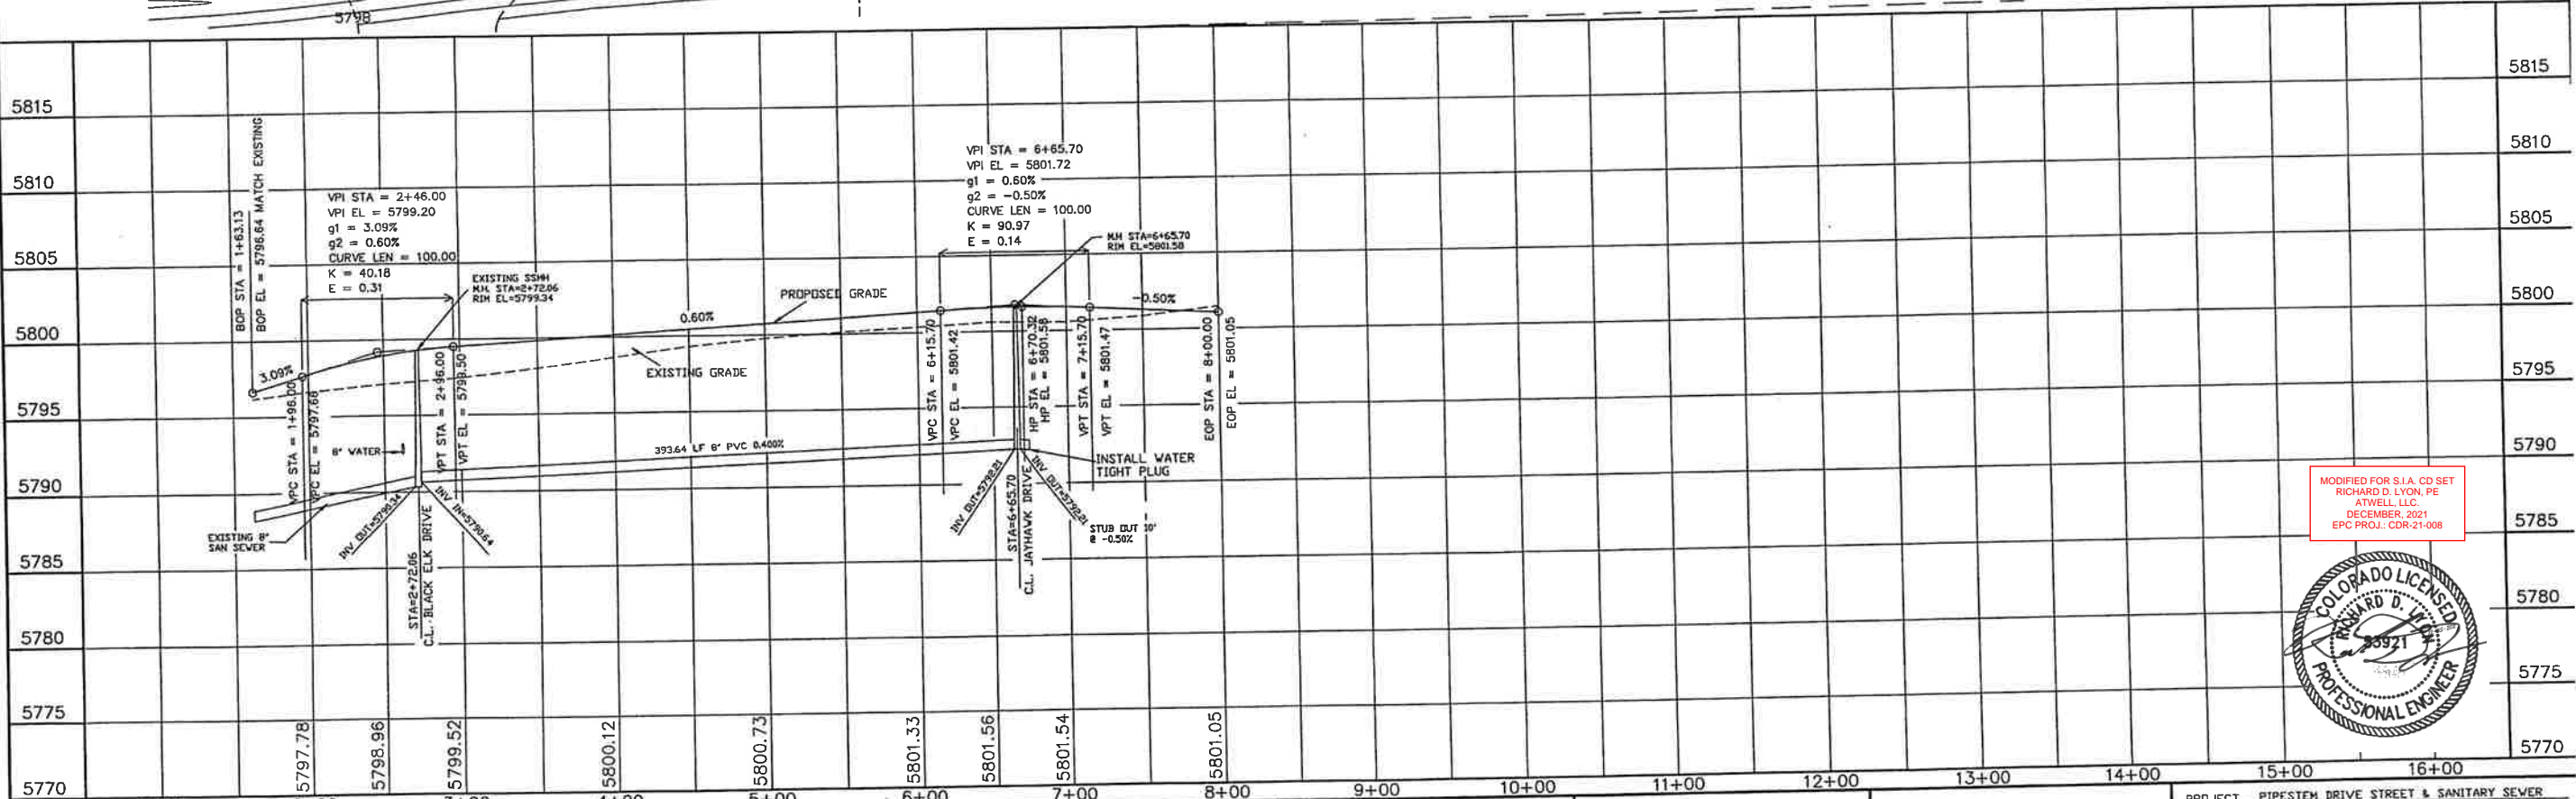 5798
5815
5810
5805
5800
5795
5790
5785
5780
5775
5770
BOP STA = 1+63.13
BOP EL = 5796.64 MATCH EXISTING
VPI STA = 2+46.00
VPI EL = 5799.20
g1 = 3.09%
g2 = 0.60%
CURVE LEN = 100.00
K = 40.18
E = 0.31
EXISTING SSMH
M.H. STA=2+72.06
RIM EL=5799.34
3.09%
VPC STA = 1+96.00
VPC EL = 5797.66
8" WATER
VPT STA = 2+96.00
VPT EL = 5799.50
EXISTING 8"
SAN SEWER
INV OUT=5790.34
INV IN=5790.64
STA=2+72.06
C.L. BLACK ELK DRIVE
0.60%
PROPOSED GRADE
EXISTING GRADE
393.64 LF 8" PVC 0.400%
VPI STA = 6+65.70
VPI EL = 5801.72
g1 = 0.60%
g2 = -0.50%
CURVE LEN = 100.00
K = 90.97
E = 0.14
M.H. STA=6+65.70
RIM EL=5801.58
-0.50%
VPC STA = 6+15.70
VPC EL = 5801.42
HP STA = 6+70.32
HP EL = 5801.58
VPT STA = 7+15.70
VPT EL = 5801.47
EOP STA = 8+00.00
EOP EL = 5801.05
INSTALL WATER
TIGHT PLUG
INV OUT=5792.21
INV OUT=5792.21
STA=6+65.70
C.L. JAYHAWK DRIVE
STUB OUT 10'
@ -0.50%
5797.78
5798.96
5799.52
5800.12
5800.73
5801.33
5801.56
5801.54
5801.05
6+00
7+00
8+00
9+00
10+00
11+00
12+00
13+00
14+00
15+00
16+00
5815
5810
5805
5800
5795
5790
5785
5780
5775
5770
MODIFIED FOR S.I.A. CD SET
RICHARD D. LYON, PE
ATWELL, LLC.
DECEMBER, 2021
EPC PROJ.: CDR-21-008
COLORADO LICENSED
RICHARD D. LYON
53921
PROFESSIONAL ENGINEER
PROJECT PIPESTEM DRIVE STREET & SANITARY SEWER